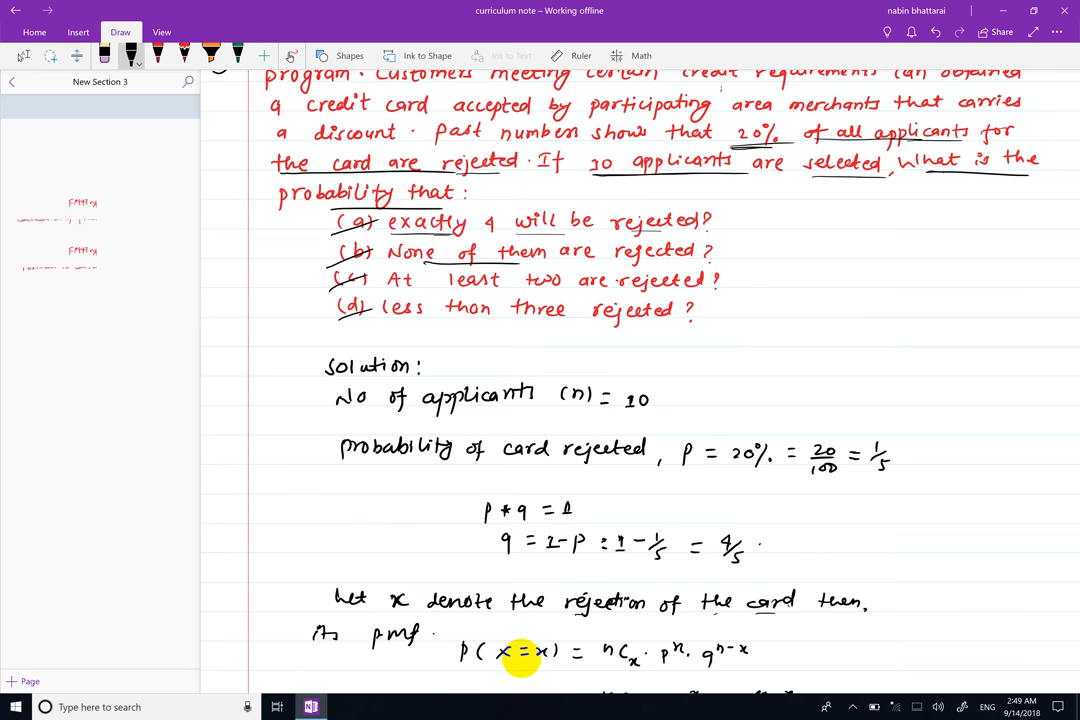 curriculum note – Working offline
nabin bhattarai
Home Insert Draw View
Share
Shapes Ink to Shape Ink to Text Ruler Math
New Section 3
program. Customers meeting certain credit requirements can obtained
a credit card accepted by participating area merchants that carries
a discount. Past numbers shows that 20% of all applicants for
the card are rejected. If 10 applicants are selected, What is the
probability that:
(a) exactly 4 will be rejected?
(b) None of them are rejected?
(c) At least two are rejected?
(d) less than three rejected?
solution:
No of applicants (n) = 10
probability of card rejected, p = 20% = 20/100 = 1/5
p + q = 1
q = 1 - p = 1 - 1/5 = 4/5
Let x denote the rejection of the card then,
its pmf.
p(x = x) = nCx . p^x . q^n-x
Page
Type here to search
ENG
2:49 AM
9/14/2018